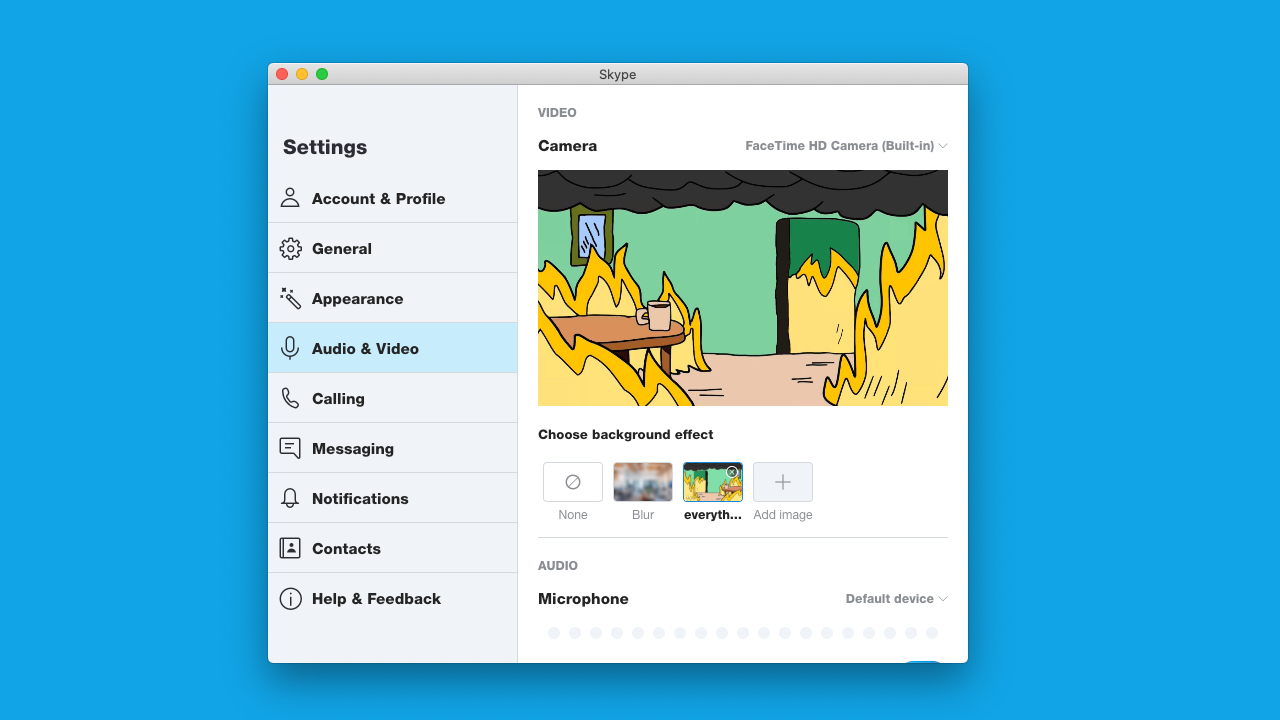 Skype
Settings
Account & Profile
General
Appearance
Audio & Video
Calling
Messaging
Notifications
Contacts
Help & Feedback
VIDEO
Camera FaceTime HD Camera (Built-in)
Choose background effect
None Blur everyth... Add image
AUDIO
Microphone Default device